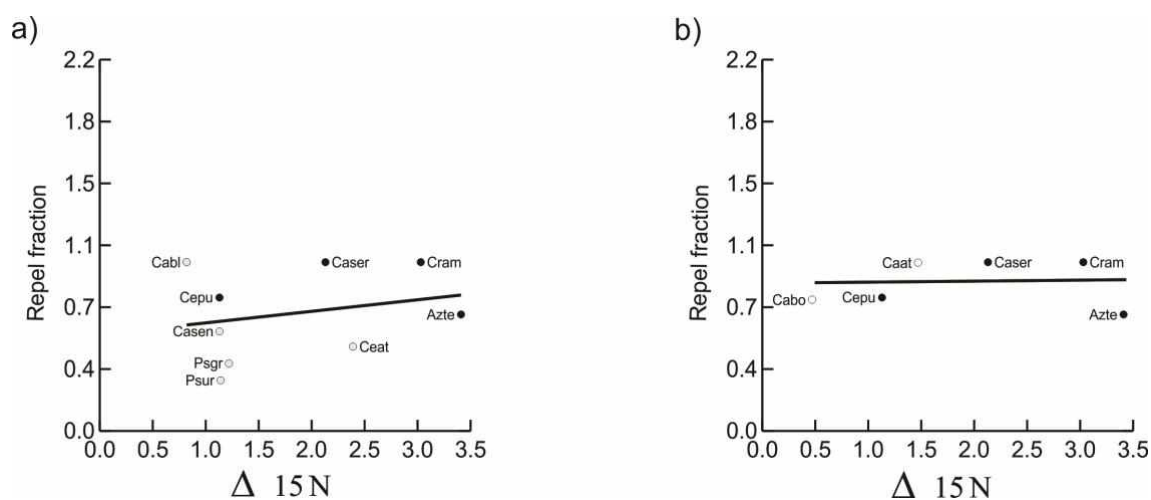 a)
Repel fraction
2.2
1.8
1.5
1.1
0.7
0.4
0.0
Cabl
Caser
Cram
Cepu
Azte
Casen
Ceat
Psgr
Psur
0.0 0.5 1.0 1.5 2.0 2.5 3.0 3.5
Δ 15 N
b)
Repel fraction
2.2
1.8
1.5
1.1
0.7
0.4
0.0
Caat
Caser
Cram
Cabo
Cepu
Azte
0.0 0.5 1.0 1.5 2.0 2.5 3.0 3.5
Δ 15 N